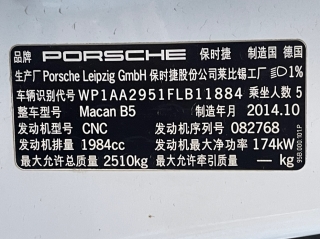 品牌 PORSCHE 保时捷 制造国 德国
生产厂 Porsche Leipzig GmbH 保时捷股份公司莱比锡工厂 1%
车辆识别代号 WP1AA2951FLB11884 乘坐人数 5
整车型号 Macan B5 制造年月 2014.10
发动机型号 CNC 发动机序列号 082768
发动机排量 1984cc 发动机最大净功率 174kW
最大允许总质量 2510kg 最大允许牵引质量 — kg
95B.000.101.P